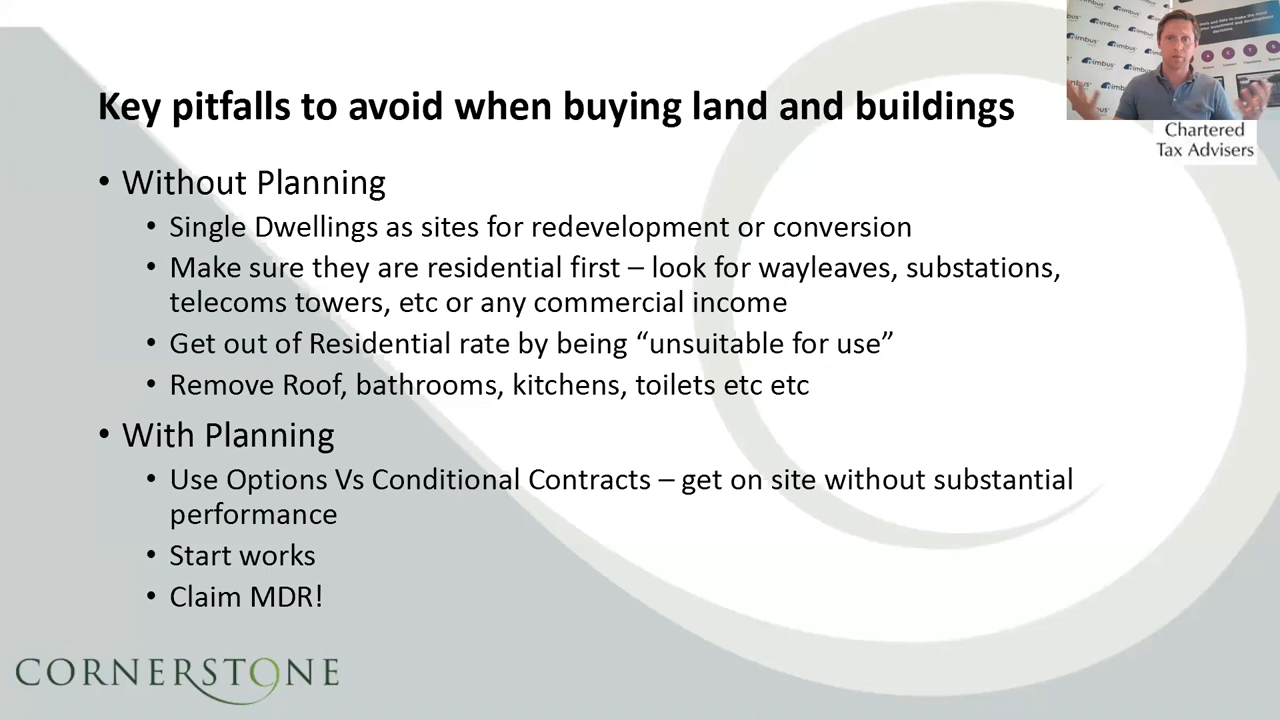 Key pitfalls to avoid when buying land and buildings
Chartered
Tax Advisers
• Without Planning
• Single Dwellings as sites for redevelopment or conversion
• Make sure they are residential first – look for wayleaves, substations,
telecoms towers, etc or any commercial income
• Get out of Residential rate by being “unsuitable for use”
• Remove Roof, bathrooms, kitchens, toilets etc etc
• With Planning
• Use Options Vs Conditional Contracts – get on site without substantial
performance
• Start works
• Claim MDR!
CORNERSTONE
nimbus